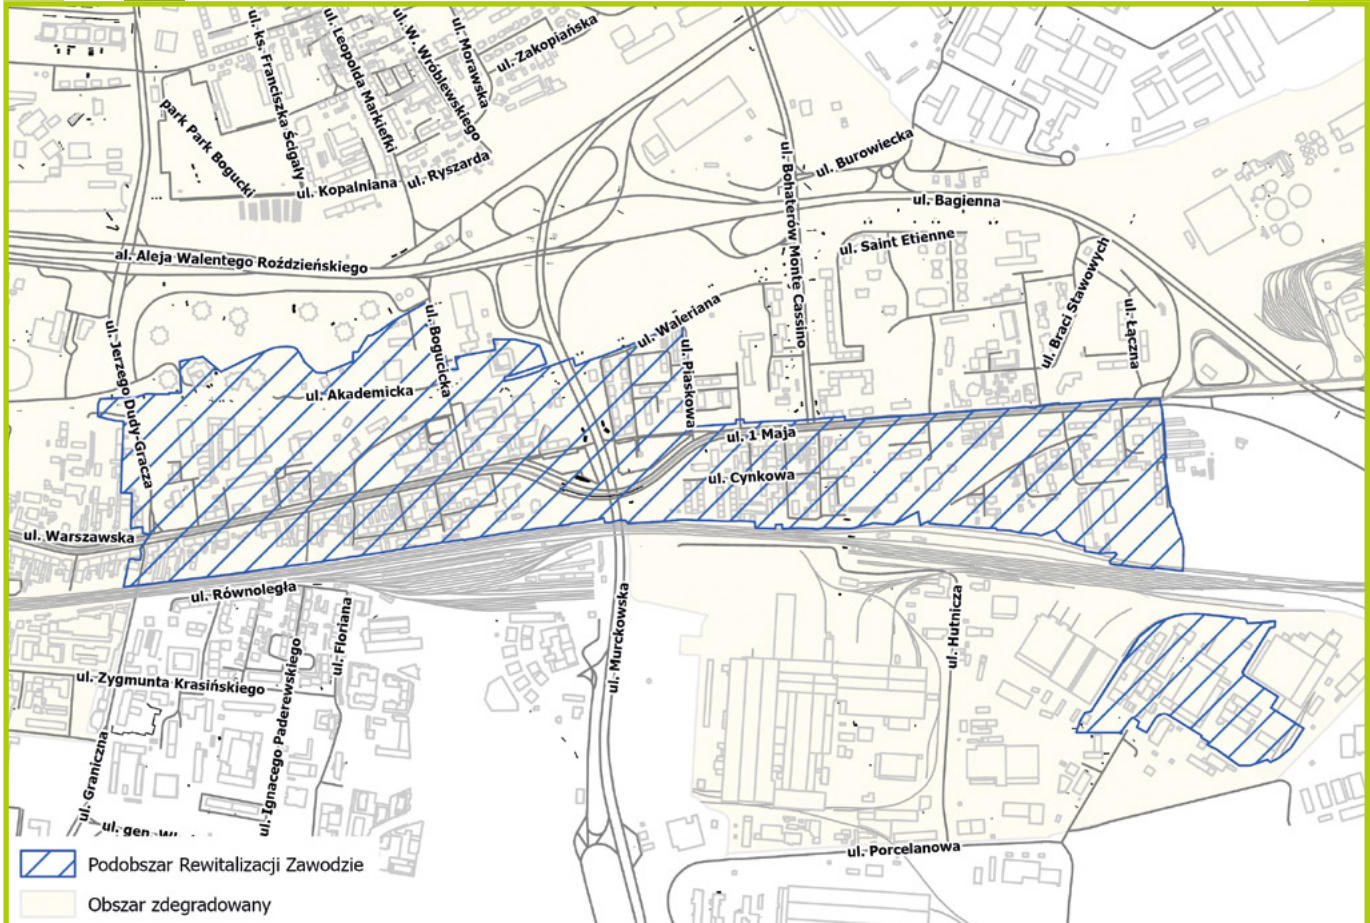 ul. ks. Franciszka Ścigały
ul. Leopolda Markiefki
ul. W. Wróblewskiego
ul. Morawska
ul. Zakopiańska
park Park Bogucki
ul. Kopalniana
ul. Ryszarda
ul. Bohaterów Monte Cassino
ul. Burowiecka
ul. Bagienna
ul. Saint Etienne
al. Aleja Walentego Roździeńskiego
ul. Braci Stawowych
ul. Łączna
ul. Jerzego Dudy-Gracza
ul. Bogucicka
ul. Waleriana
ul. Piaskowa
ul. Akademicka
ul. 1 Maja
ul. Cynkowa
ul. Warszawska
ul. Równoległa
ul. Floriana
ul. Murckowska
ul. Hutnicza
ul. Zygmunta Krasińskiego
ul. Ignacego Paderewskiego
ul. Graniczna
ul. gen.
ul. Porcelanowa
Podobszar Rewitalizacji Zawodzie
Obszar zdegradowany